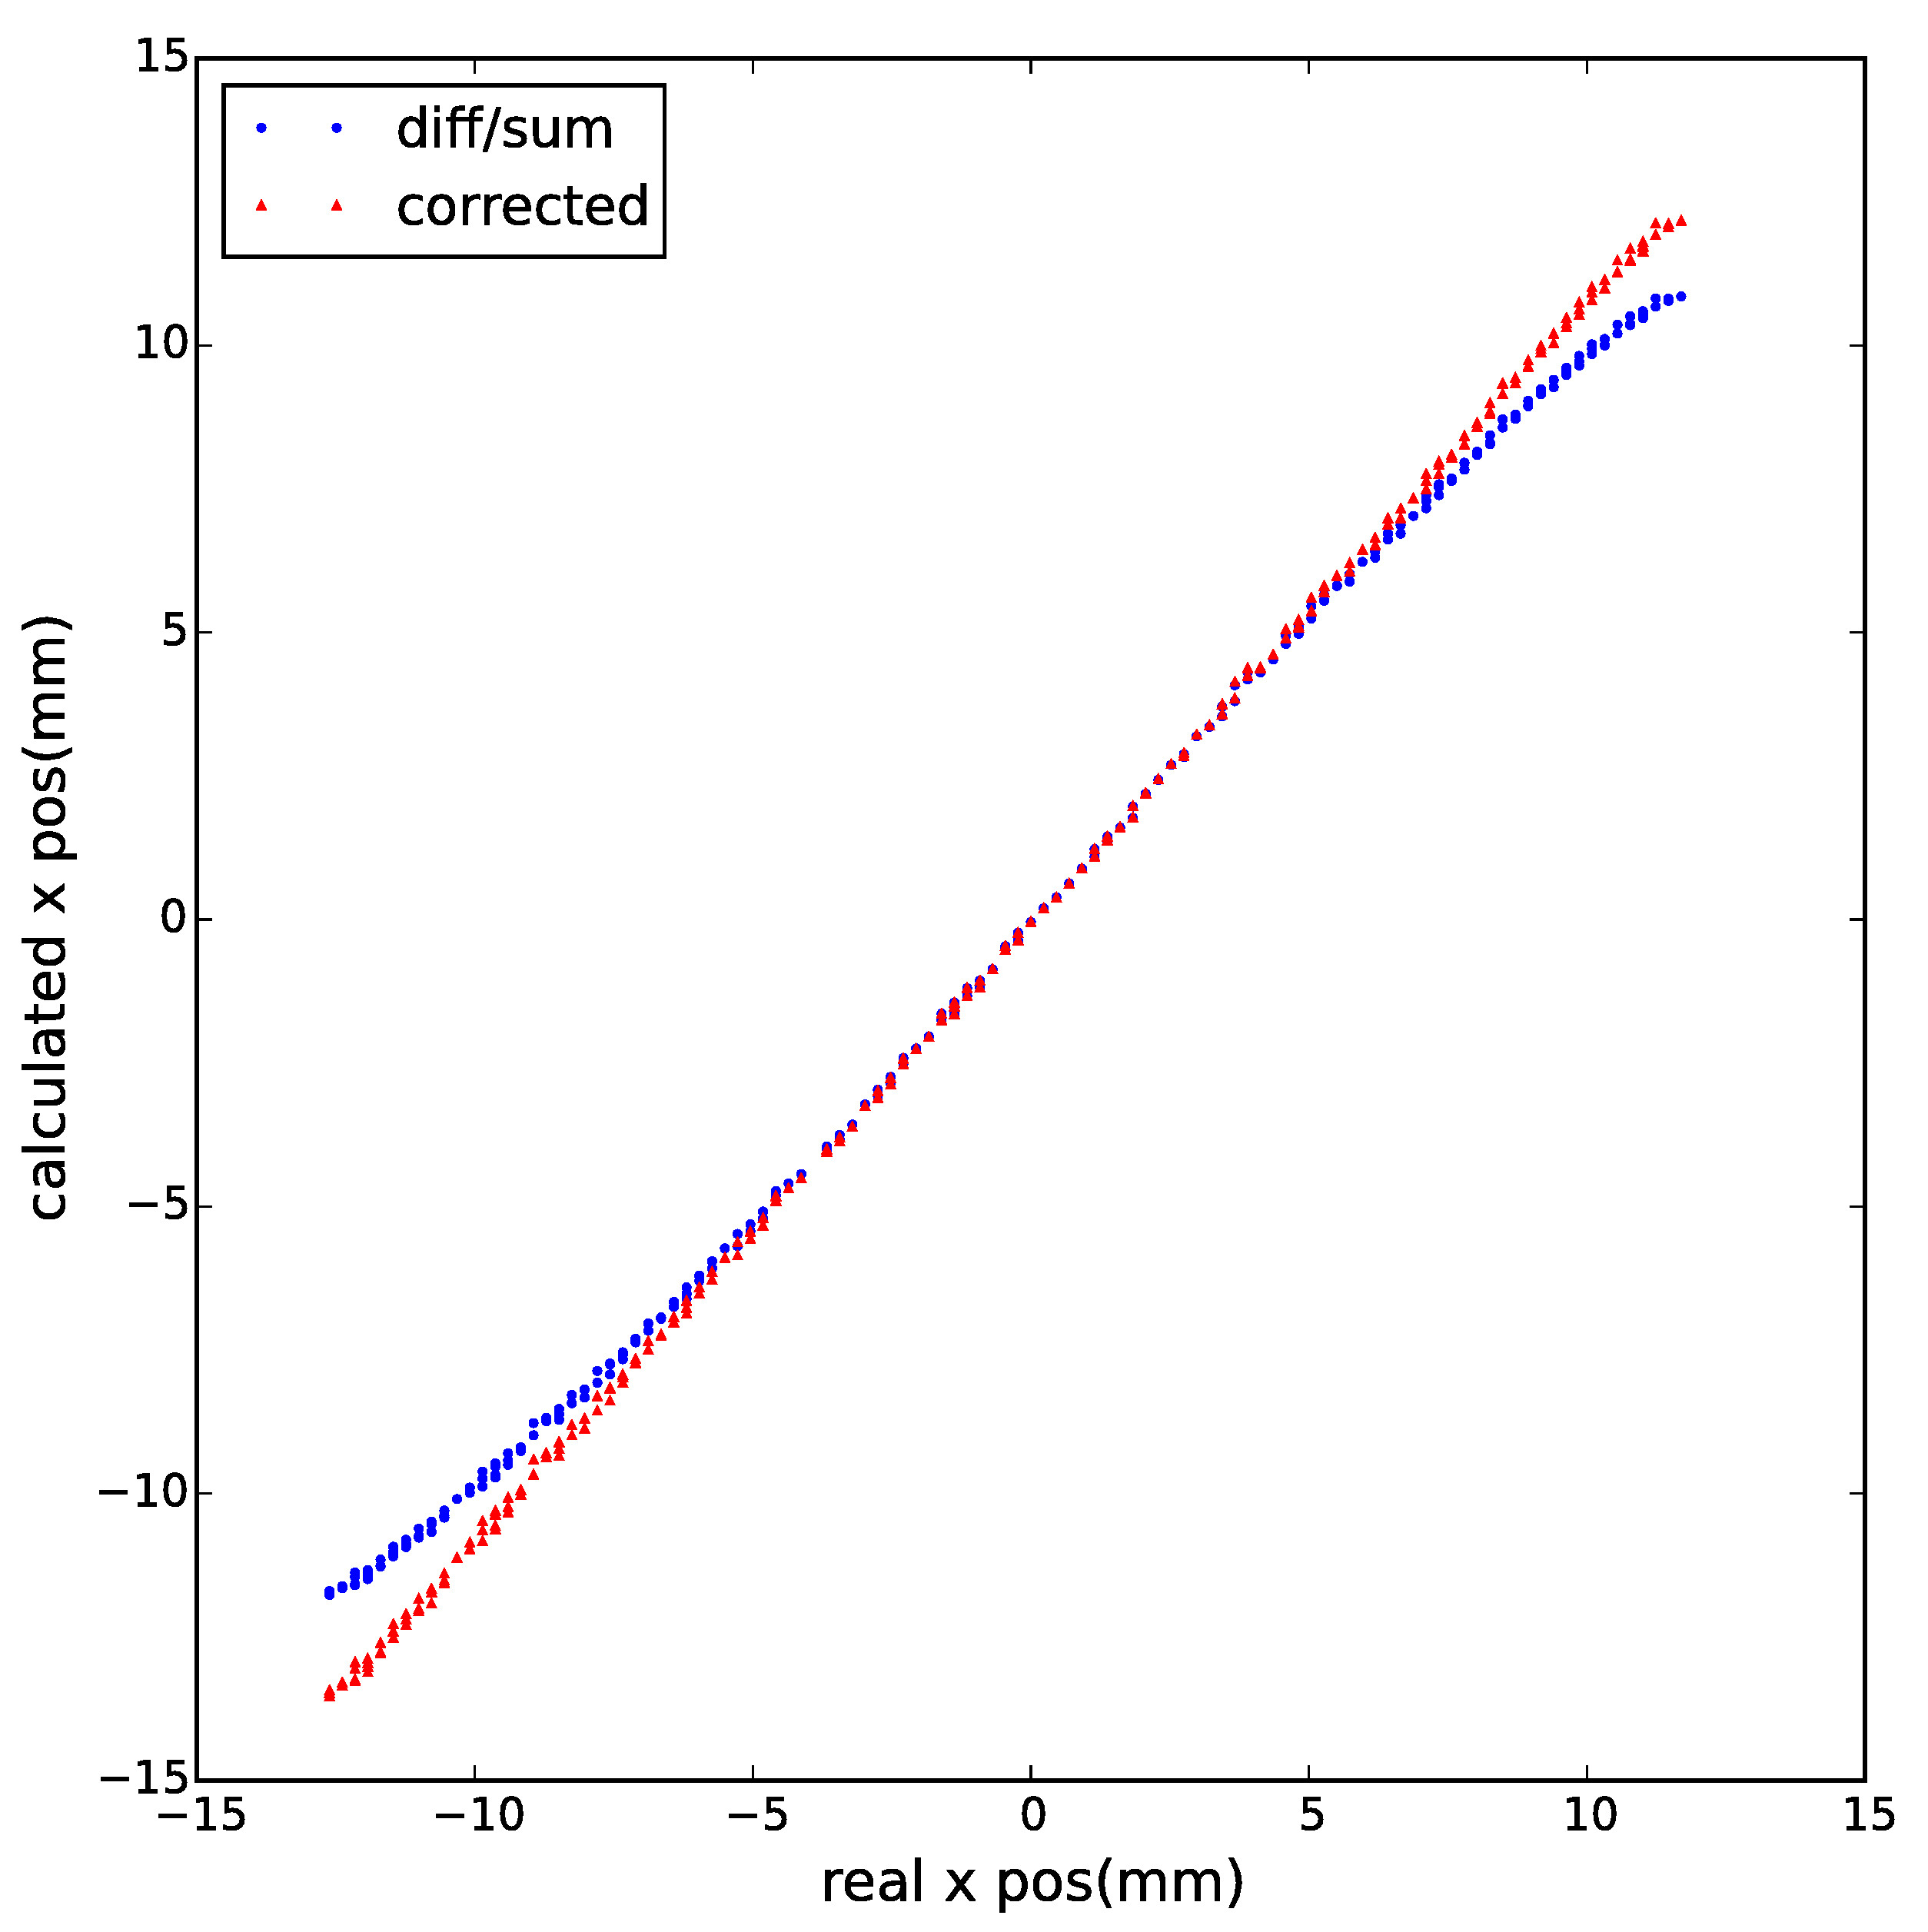 diff/sum
corrected
15
10
5
0
−5
−10
−15
calculated x pos(mm)
−15 −10 −5 0 5 10 15
real x pos(mm)